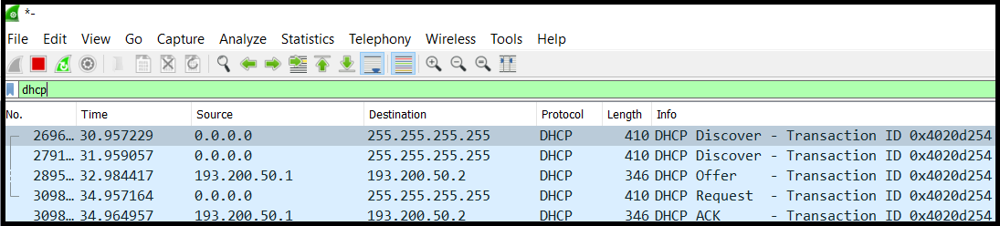 *-
File Edit View Go Capture Analyze Statistics Telephony Wireless Tools Help
dhcp
No. Time Source Destination Protocol Length Info
2696… 30.957229 0.0.0.0 255.255.255.255 DHCP 410 DHCP Discover - Transaction ID 0x4020d254
2791… 31.959057 0.0.0.0 255.255.255.255 DHCP 410 DHCP Discover - Transaction ID 0x4020d254
2895… 32.984417 193.200.50.1 193.200.50.2 DHCP 346 DHCP Offer - Transaction ID 0x4020d254
3098… 34.957164 0.0.0.0 255.255.255.255 DHCP 410 DHCP Request - Transaction ID 0x4020d254
3098… 34.964957 193.200.50.1 193.200.50.2 DHCP 346 DHCP ACK - Transaction ID 0x4020d254